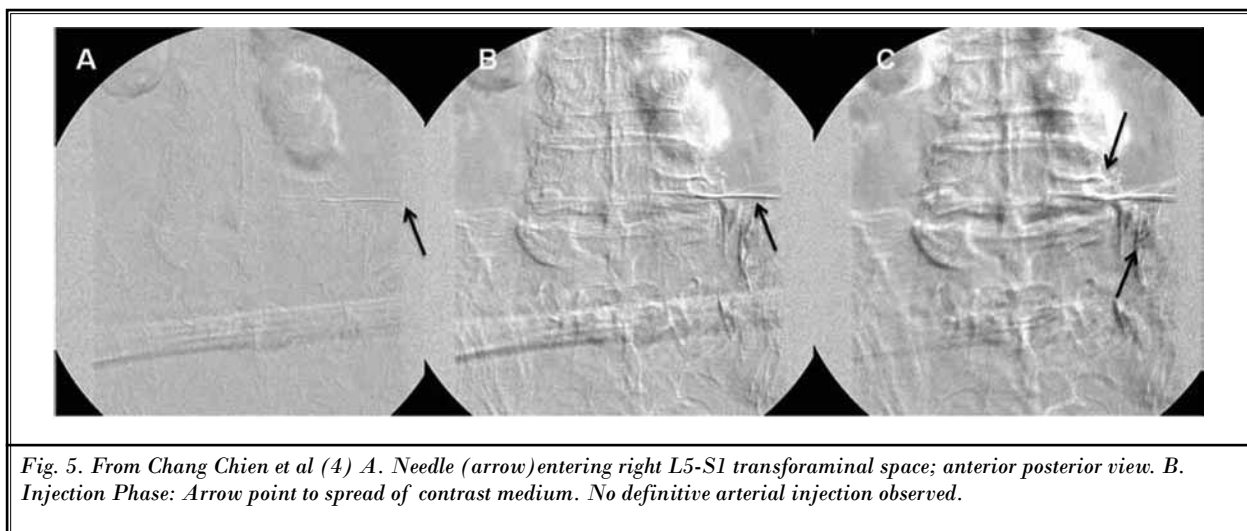 A
B
C
Fig. 5. From Chang Chien et al (4) A. Needle (arrow)entering right L5-S1 transforaminal space; anterior posterior view. B.
Injection Phase: Arrow point to spread of contrast medium. No definitive arterial injection observed.